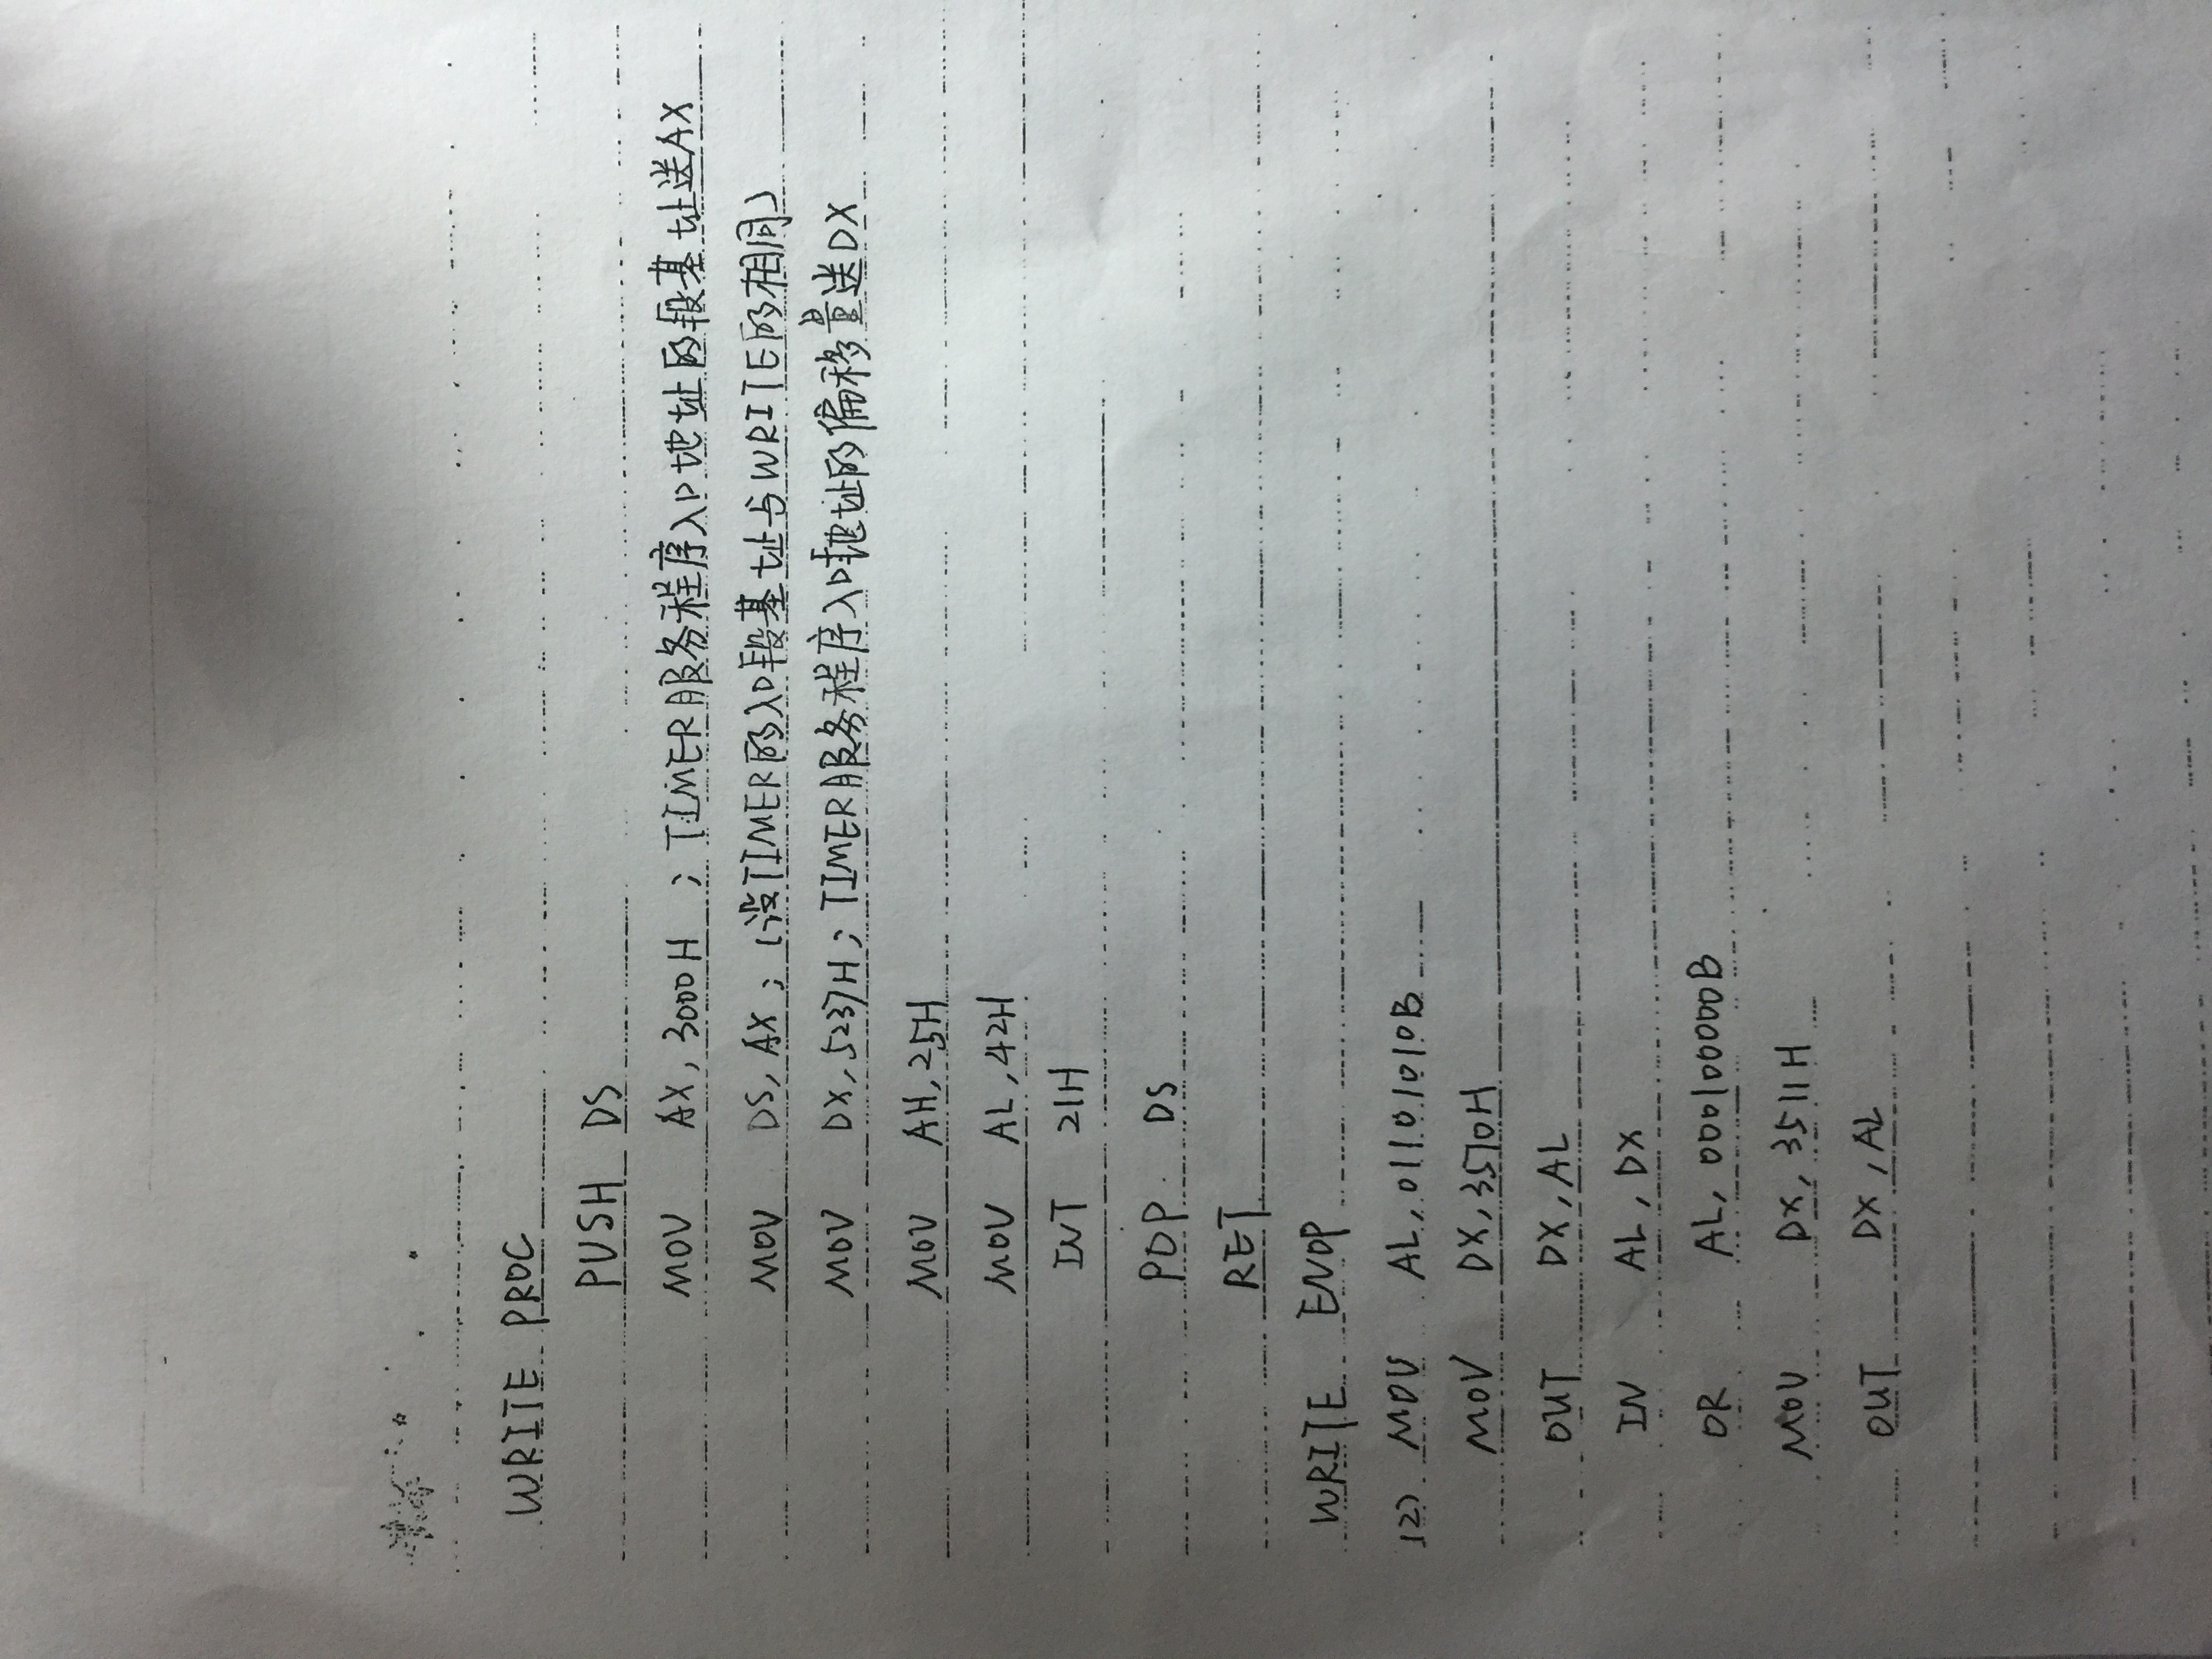 WRITE PROC
PUSH DS
MOV AX, 3000H ; TIMER服务程序入口地址的段基址送AX
MOV DS, AX ; (设TIMER的入口段基址与WRITE的相同)
MOV DX, 5237H ; TIMER服务程序入口地址的偏移量送DX
MOV AH, 25H
MOV AL, 42H
INT 21H
POP DS
RET
WRITE ENDP
(2) MOV AL, 01101010B
MOV DX, 3570H
OUT DX, AL
IN AL, DX
OR AL, 000100000B
MOV DX, 3511H
OUT DX, AL